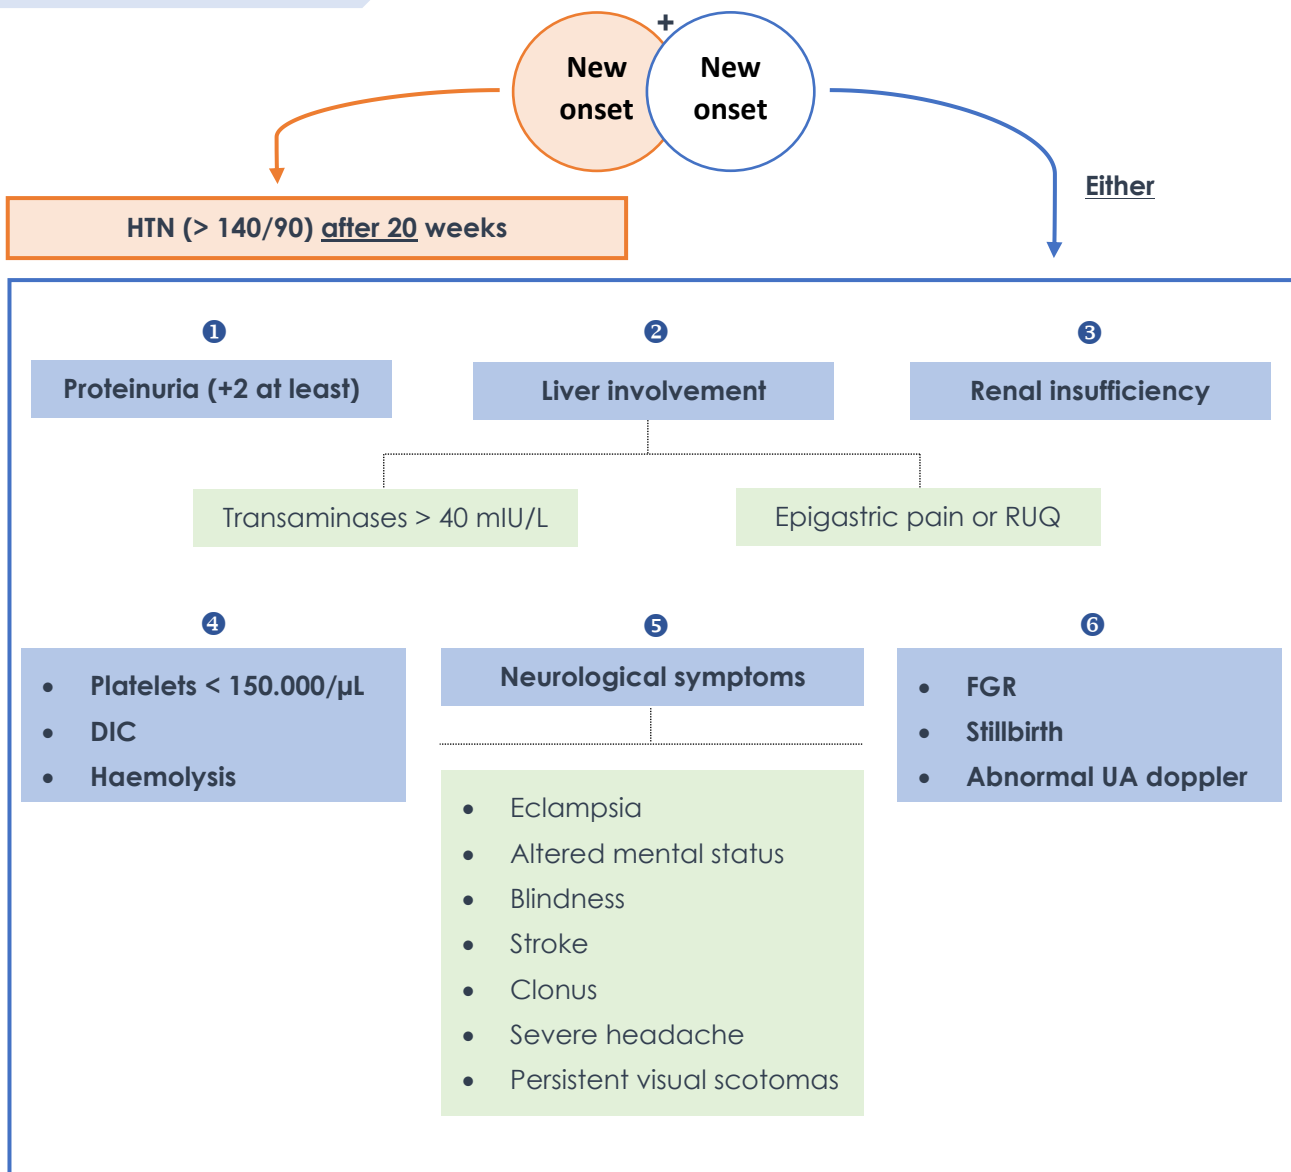 +
New onset
New onset
Either
HTN (> 140/90) after 20 weeks
❶
❷
❸
Proteinuria (+2 at least)
Liver involvement
Renal insufficiency
Transaminases > 40 mIU/L
Epigastric pain or RUQ
❹
❺
❻
• Platelets < 150.000/µL
• DIC
• Haemolysis
Neurological symptoms
• Eclampsia
• Altered mental status
• Blindness
• Stroke
• Clonus
• Severe headache
• Persistent visual scotomas
• FGR
• Stillbirth
• Abnormal UA doppler